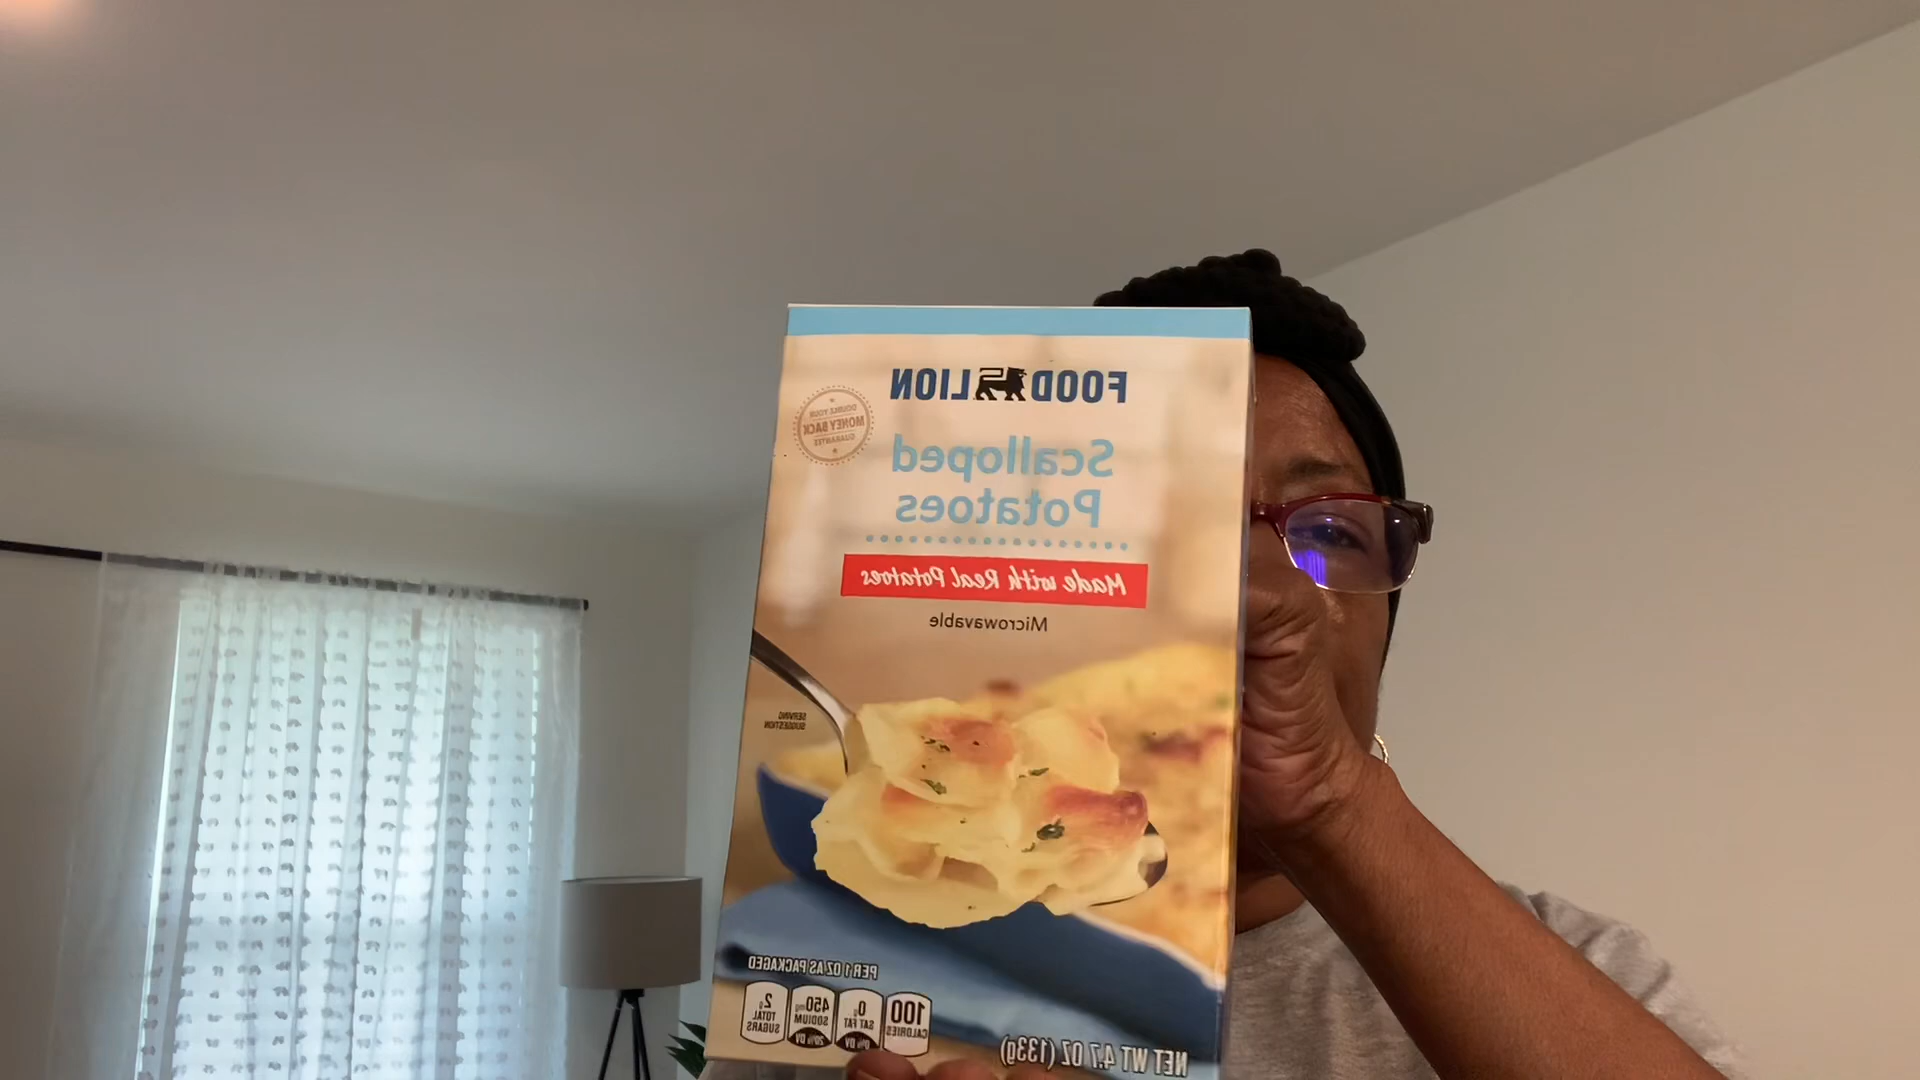 FOOD LION
DOUBLE YOUR
MONEY BACK
GUARANTEE
Scalloped
Potatoes
Made with Real Potatoes
Microwavable
SERVING
SUGGESTION
PER 1 OZ AS PACKAGED
100
CALORIES
0g
SAT FAT
0% DV
450mg
SODIUM
20% DV
2g
TOTAL
SUGARS
NET WT 4.7 OZ (133g)